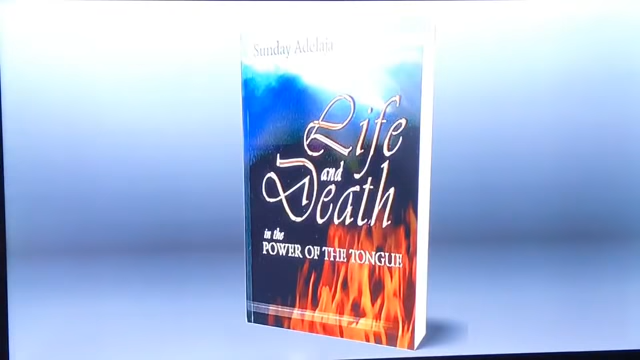 Sunday Adelaja
Life
and
Death
in the
POWER OF THE TONGUE